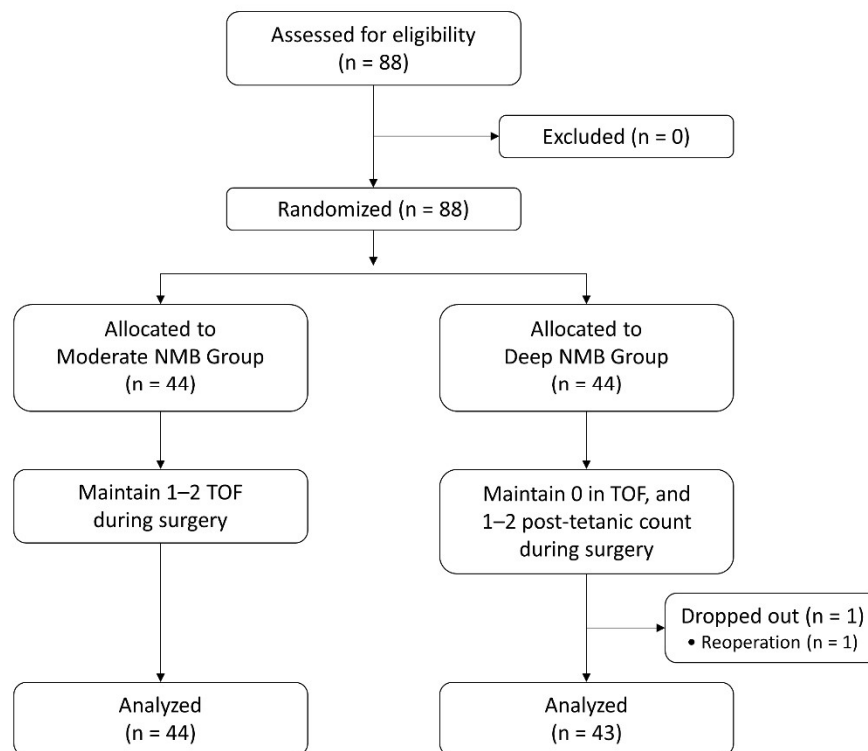 Assessed for eligibility
(n = 88)
Excluded (n = 0)
Randomized (n = 88)
Allocated to
Moderate NMB Group
(n = 44)
Allocated to
Deep NMB Group
(n = 44)
Maintain 1–2 TOF
during surgery
Maintain 0 in TOF, and
1–2 post-tetanic count
during surgery
Dropped out (n = 1)
• Reoperation (n = 1)
Analyzed
(n = 44)
Analyzed
(n = 43)